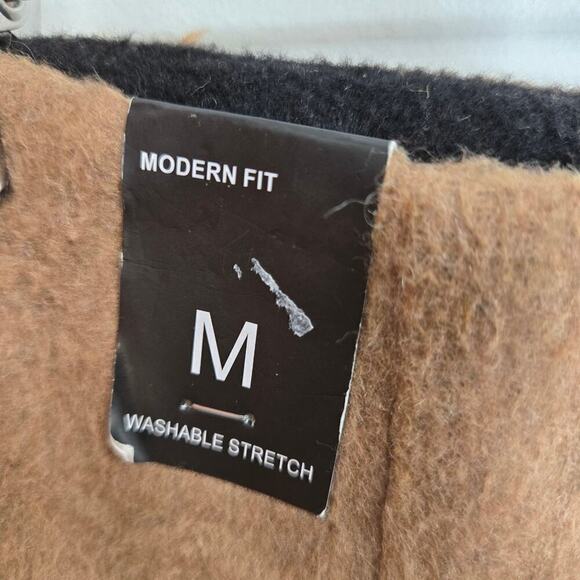 MODERN FIT
M
WASHABLE STRETCH